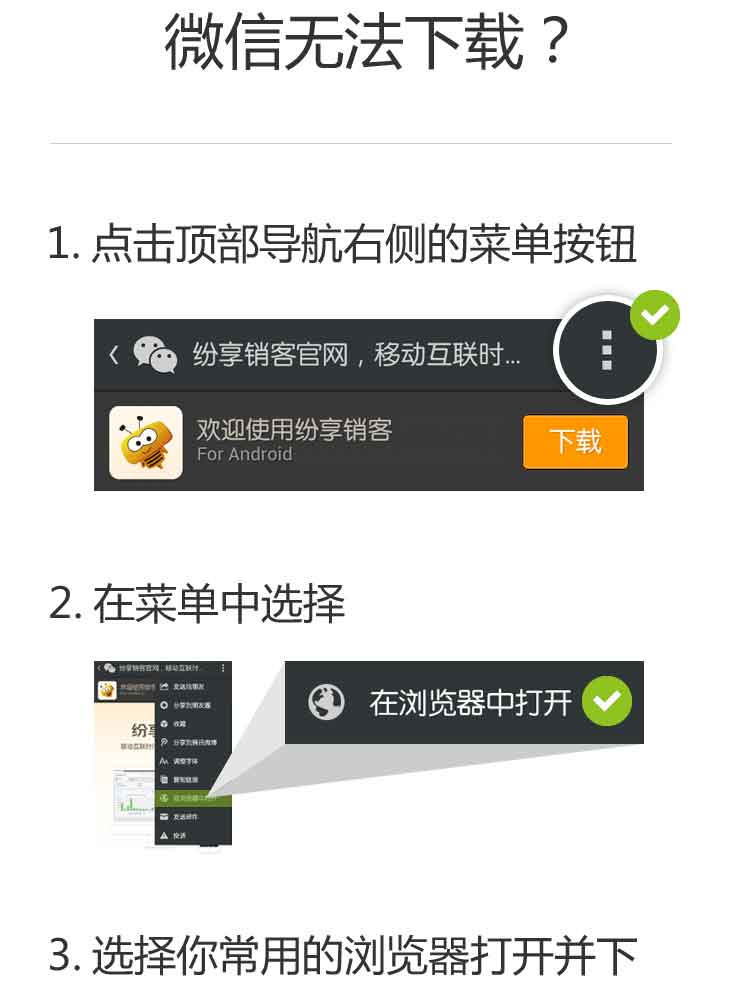 微信无法下载？
1. 点击顶部导航右侧的菜单按钮
纷享销客官网，移动互联时...
欢迎使用纷享销客
For Android
下载
2. 在菜单中选择
纷享销客官网，移动互联时...
发送给朋友
分享到朋友圈
收藏
分享到腾讯微博
调整字体
复制链接
在浏览器中打开
发送邮件
投诉
在浏览器中打开
3. 选择你常用的浏览器打开并下